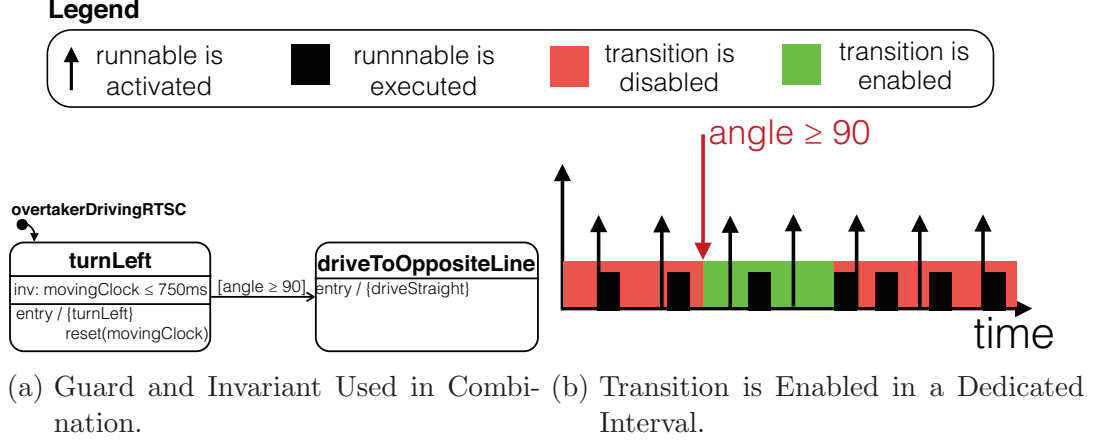 Legend
runnable is
activated
runnnable is
executed
transition is
disabled
transition is
enabled
angle ≥ 90
overtakerDrivingRTSC
turnLeft
inv: movingClock ≤ 750ms
entry / {turnLeft}
reset(movingClock)
[angle ≥ 90]
driveToOppositeLine
entry / {driveStraight}
time
(a) Guard and Invariant Used in Combi-
nation.
(b) Transition is Enabled in a Dedicated
Interval.